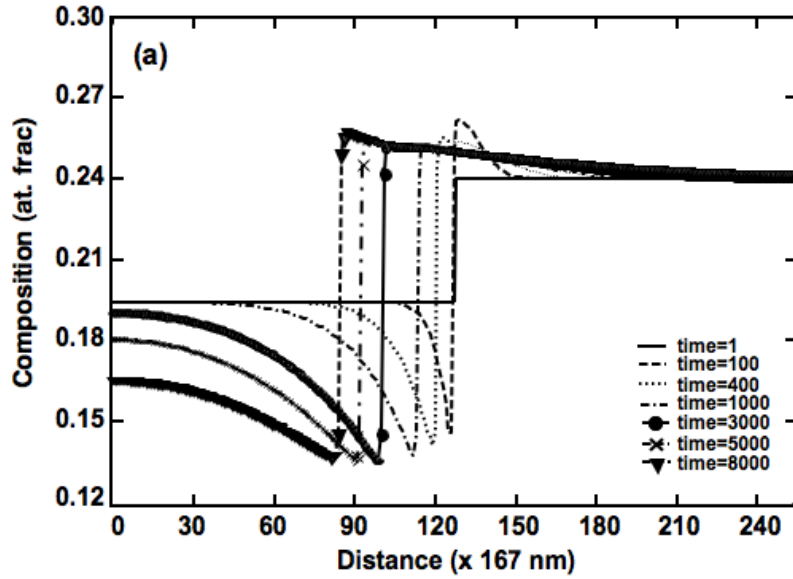 (a)
Composition (at. frac)
0.30
0.27
0.24
0.21
0.18
0.15
0.12
0 30 60 90 120 150 180 210 240
Distance (x 167 nm)
time=1
time=100
time=400
time=1000
time=3000
time=5000
time=8000